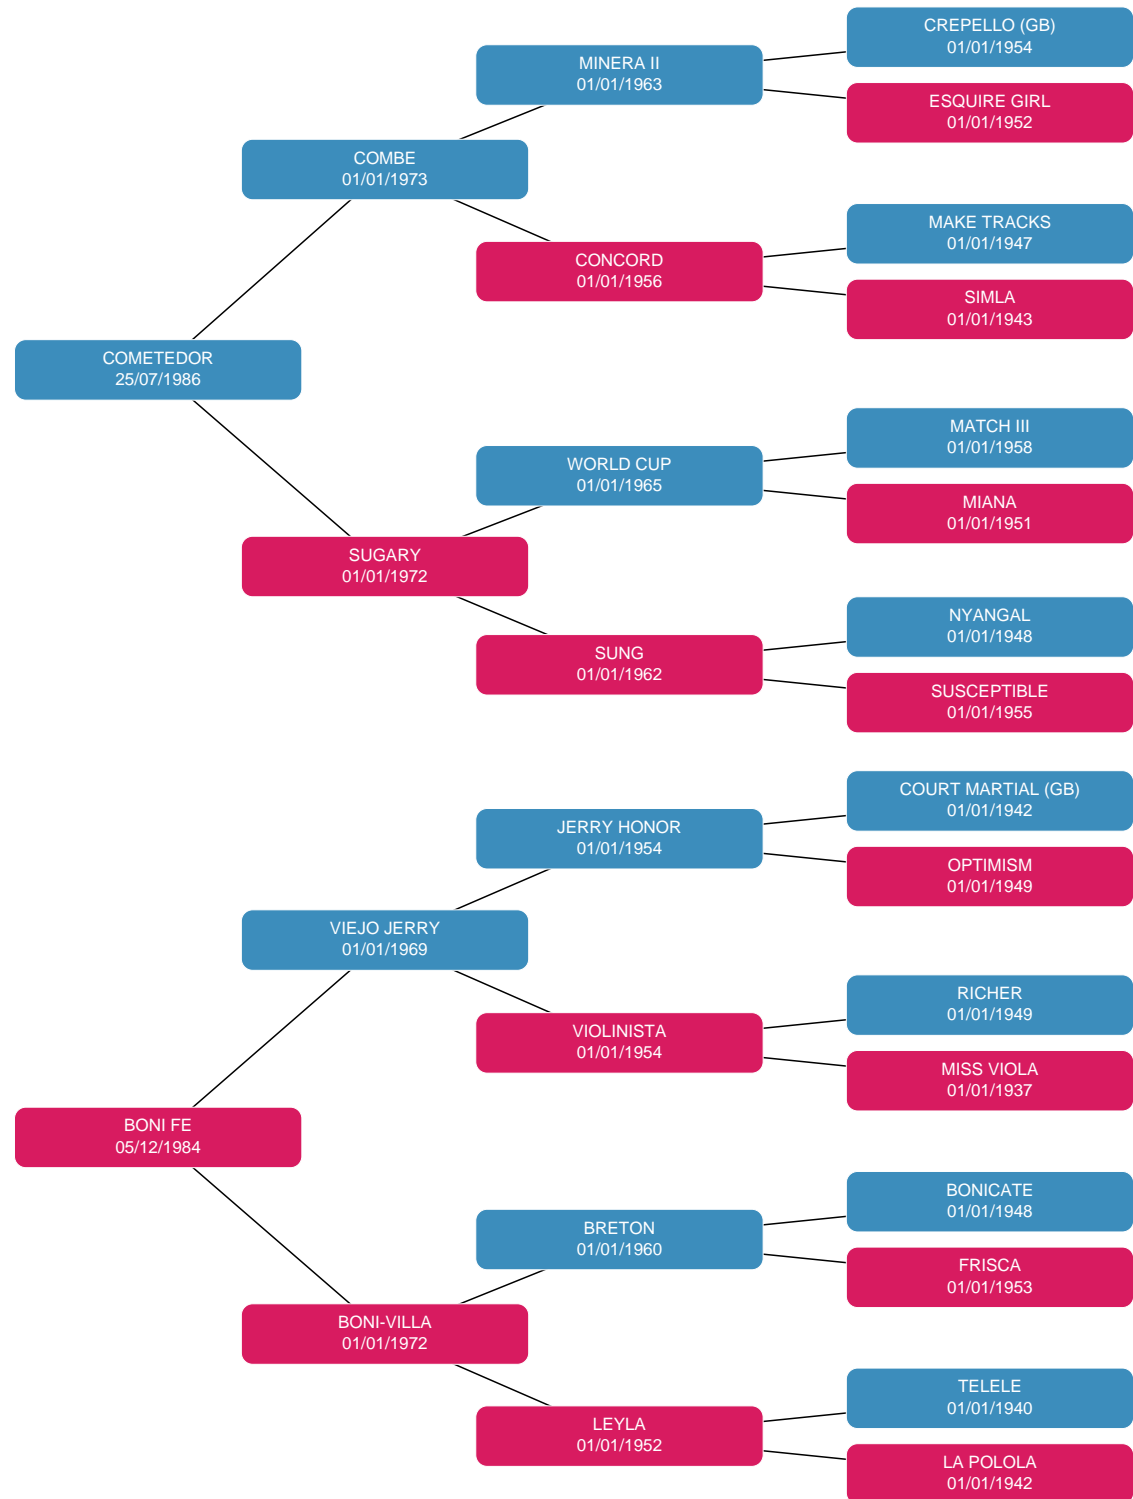 CREPELLO (GB)
01/01/1954
MINERA II
01/01/1963
ESQUIRE GIRL
01/01/1952
COMBE
01/01/1973
MAKE TRACKS
01/01/1947
CONCORD
01/01/1956
SIMLA
01/01/1943
COMETEDOR
25/07/1986
MATCH III
01/01/1958
WORLD CUP
01/01/1965
MIANA
01/01/1951
SUGARY
01/01/1972
NYANGAL
01/01/1948
SUNG
01/01/1962
SUSCEPTIBLE
01/01/1955
COURT MARTIAL (GB)
01/01/1942
JERRY HONOR
01/01/1954
OPTIMISM
01/01/1949
VIEJO JERRY
01/01/1969
RICHER
01/01/1949
VIOLINISTA
01/01/1954
MISS VIOLA
01/01/1937
BONI FE
05/12/1984
BONICATE
01/01/1948
BRETON
01/01/1960
FRISCA
01/01/1953
BONI-VILLA
01/01/1972
TELELE
01/01/1940
LEYLA
01/01/1952
LA POLOLA
01/01/1942